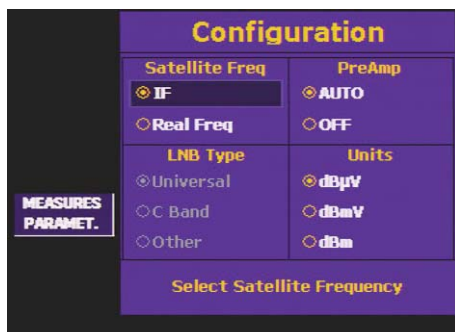 Configuration
Satellite Freq
IF
Real Freq
PreAmp
AUTO
OFF
LNB Type
Universal
C Band
Other
Units
dBµV
dBmV
dBm
MEASURES
PARAMET.
Select Satellite Frequency